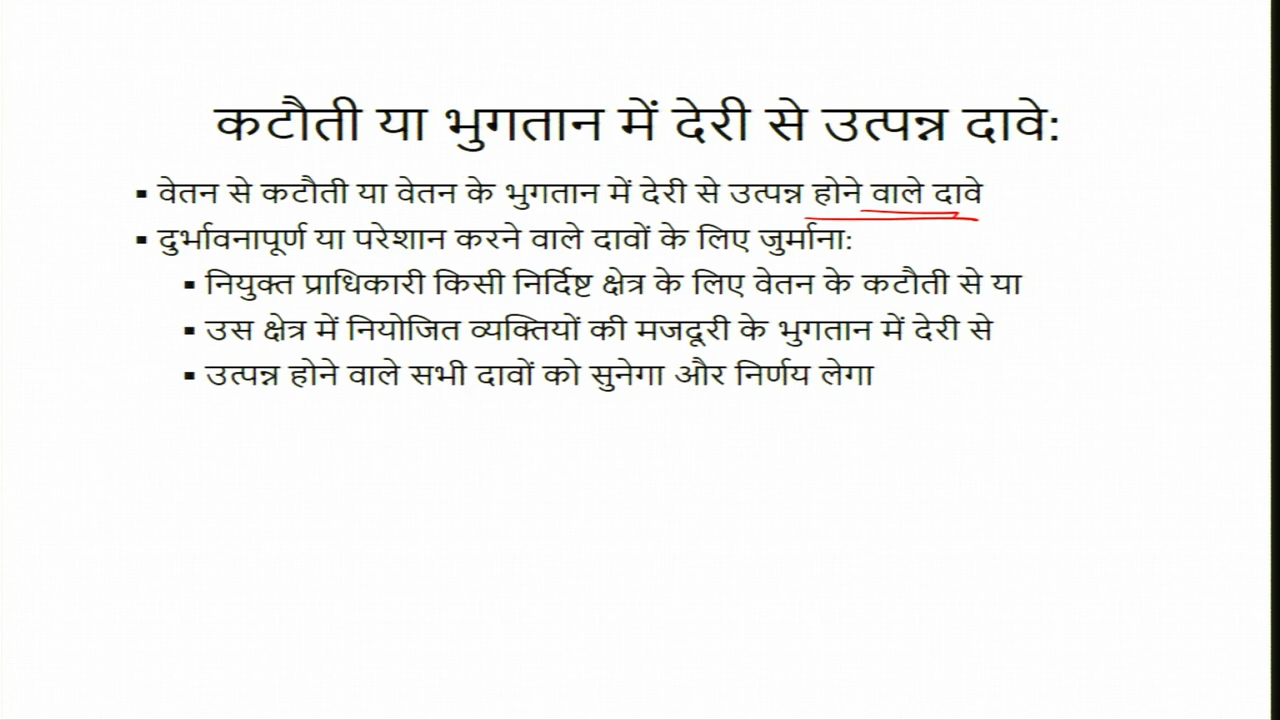 कटौती या भुगतान में देरी से उत्पन्न दावे:
▪ वेतन से कटौती या वेतन के भुगतान में देरी से उत्पन्न होने वाले दावे
▪ दुर्भावनापूर्ण या परेशान करने वाले दावों के लिए जुर्माना:
▪ नियुक्त प्राधिकारी किसी निर्दिष्ट क्षेत्र के लिए वेतन के कटौती से या
▪ उस क्षेत्र में नियोजित व्यक्तियों की मजदूरी के भुगतान में देरी से
▪ उत्पन्न होने वाले सभी दावों को सुनेगा और निर्णय लेगा